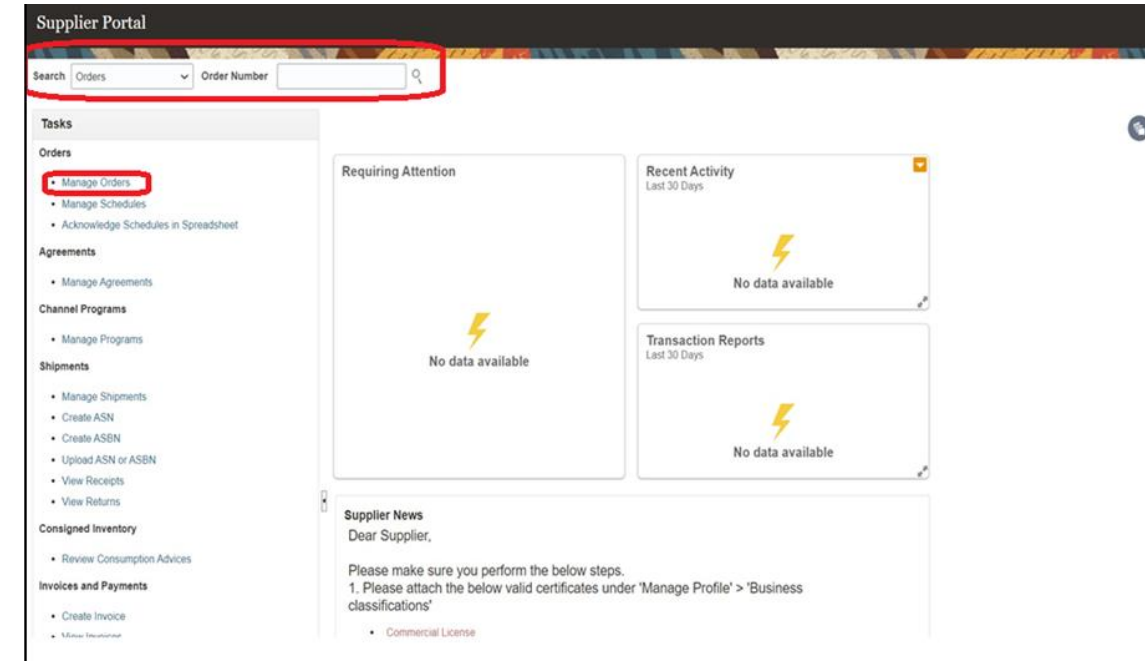 Supplier Portal
Search Orders Order Number
Tasks
Orders
• Manage Orders
• Manage Schedules
• Acknowledge Schedules in Spreadsheet
Agreements
• Manage Agreements
Channel Programs
• Manage Programs
Shipments
• Manage Shipments
• Create ASN
• Create ASBN
• Upload ASN or ASBN
• View Receipts
• View Returns
Consigned Inventory
• Review Consumption Advices
Invoices and Payments
• Create Invoice
• View Invoices
Requiring Attention
No data available
Recent Activity
Last 30 Days
No data available
Transaction Reports
Last 30 Days
No data available
Supplier News
Dear Supplier,
Please make sure you perform the below steps.
1. Please attach the below valid certificates under 'Manage Profile' > 'Business
classifications'
• Commercial License